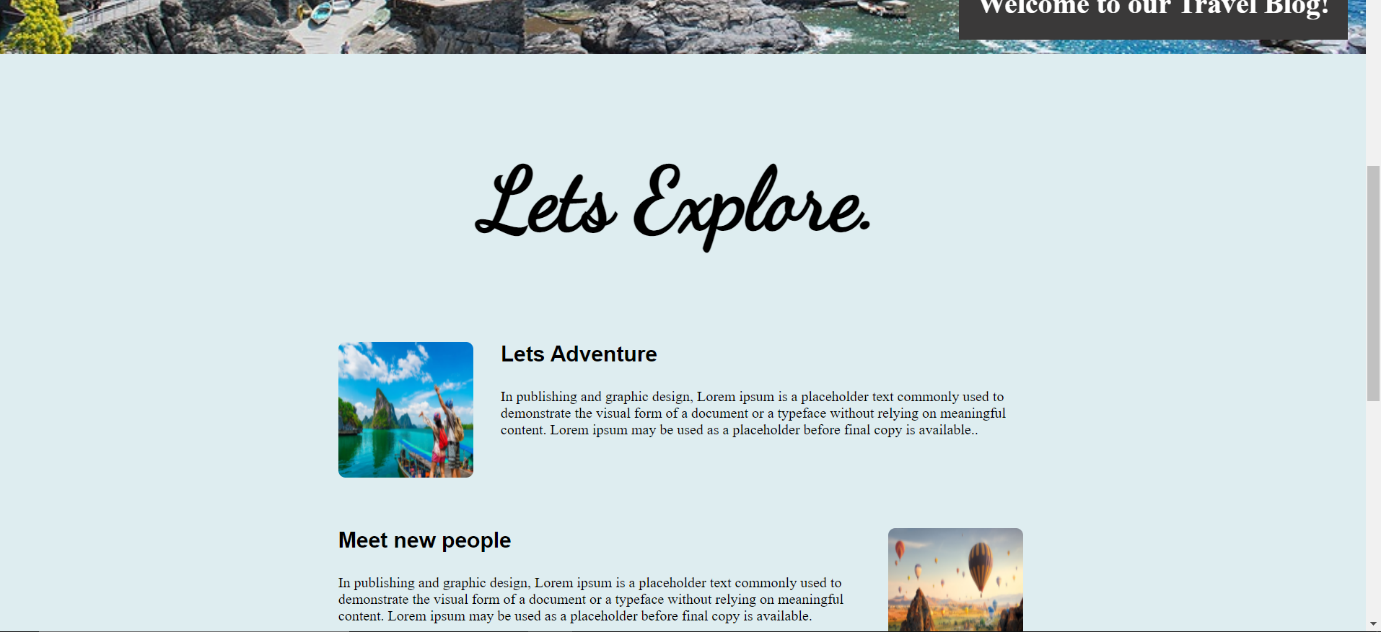 Welcome to our Travel Blog!
Lets Explore.
Lets Adventure
In publishing and graphic design, Lorem ipsum is a placeholder text commonly used to
demonstrate the visual form of a document or a typeface without relying on meaningful
content. Lorem ipsum may be used as a placeholder before final copy is available..
Meet new people
In publishing and graphic design, Lorem ipsum is a placeholder text commonly used to
demonstrate the visual form of a document or a typeface without relying on meaningful
content. Lorem ipsum may be used as a placeholder before final copy is available.